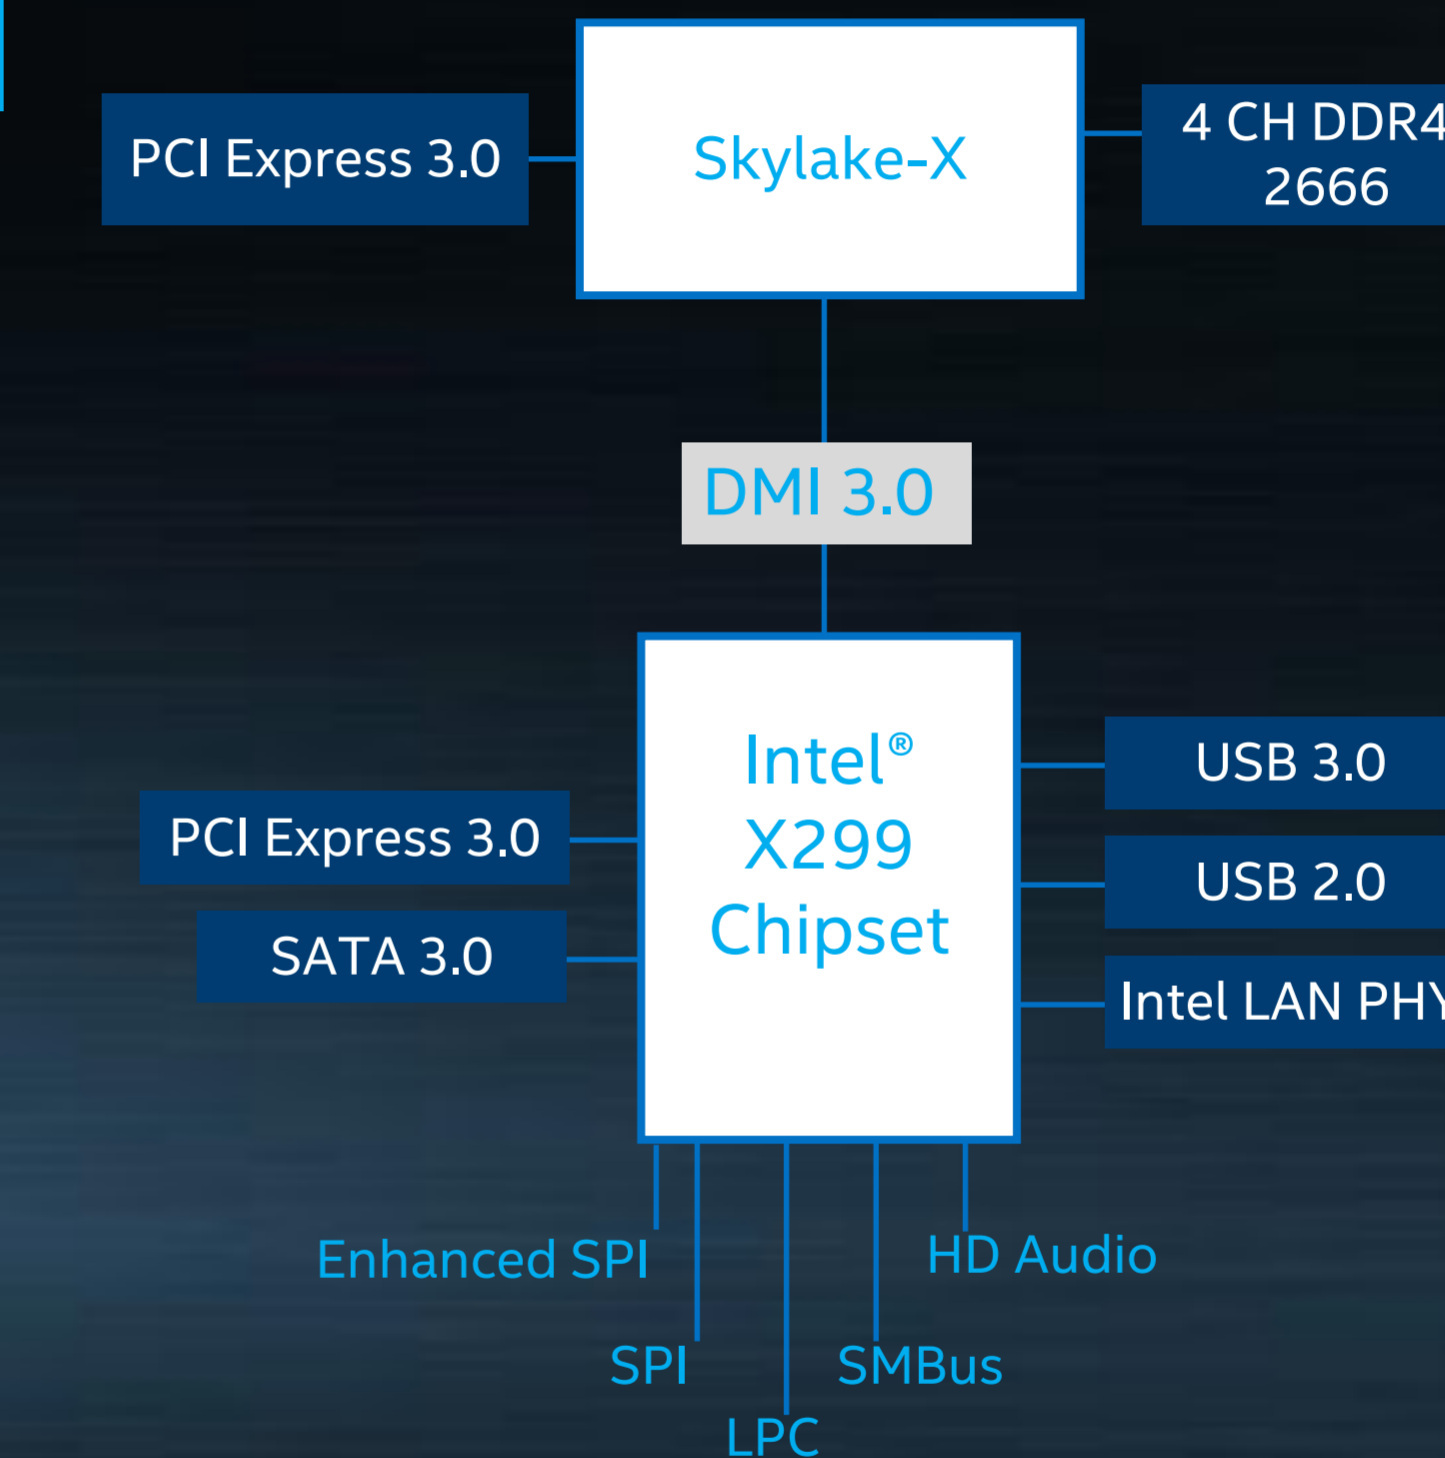 PCI Express 3.0
Skylake-X
4 CH DDR4
2666
DMI 3.0
Intel®
X299
Chipset
PCI Express 3.0
SATA 3.0
USB 3.0
USB 2.0
Intel LAN PHY
Enhanced SPI
HD Audio
SPI
SMBus
LPC